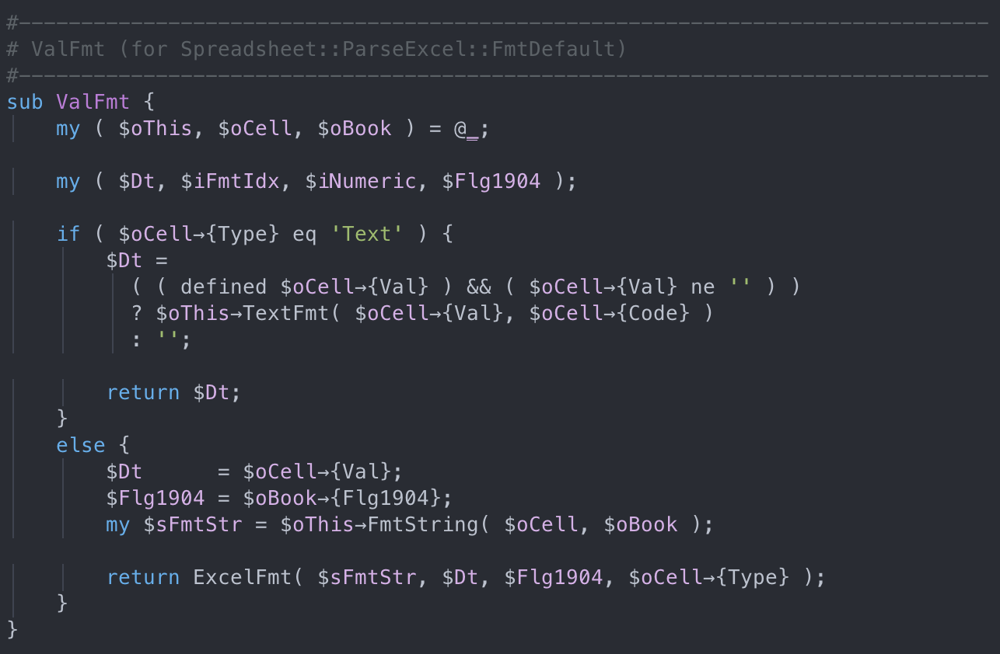 #------------------------------------------------------------------------------
# ValFmt (for Spreadsheet::ParseExcel::FmtDefault)
#------------------------------------------------------------------------------
sub ValFmt {
    my ( $oThis, $oCell, $oBook ) = @_;

    my ( $Dt, $iFmtIdx, $iNumeric, $Flg1904 );

    if ( $oCell→{Type} eq 'Text' ) {
        $Dt =
          ( ( defined $oCell→{Val} ) && ( $oCell→{Val} ne '' ) )
          ? $oThis→TextFmt( $oCell→{Val}, $oCell→{Code} )
          : '';

        return $Dt;
    }
    else {
        $Dt      = $oCell→{Val};
        $Flg1904 = $oBook→{Flg1904};
        my $sFmtStr = $oThis→FmtString( $oCell, $oBook );

        return ExcelFmt( $sFmtStr, $Dt, $Flg1904, $oCell→{Type} );
    }
}